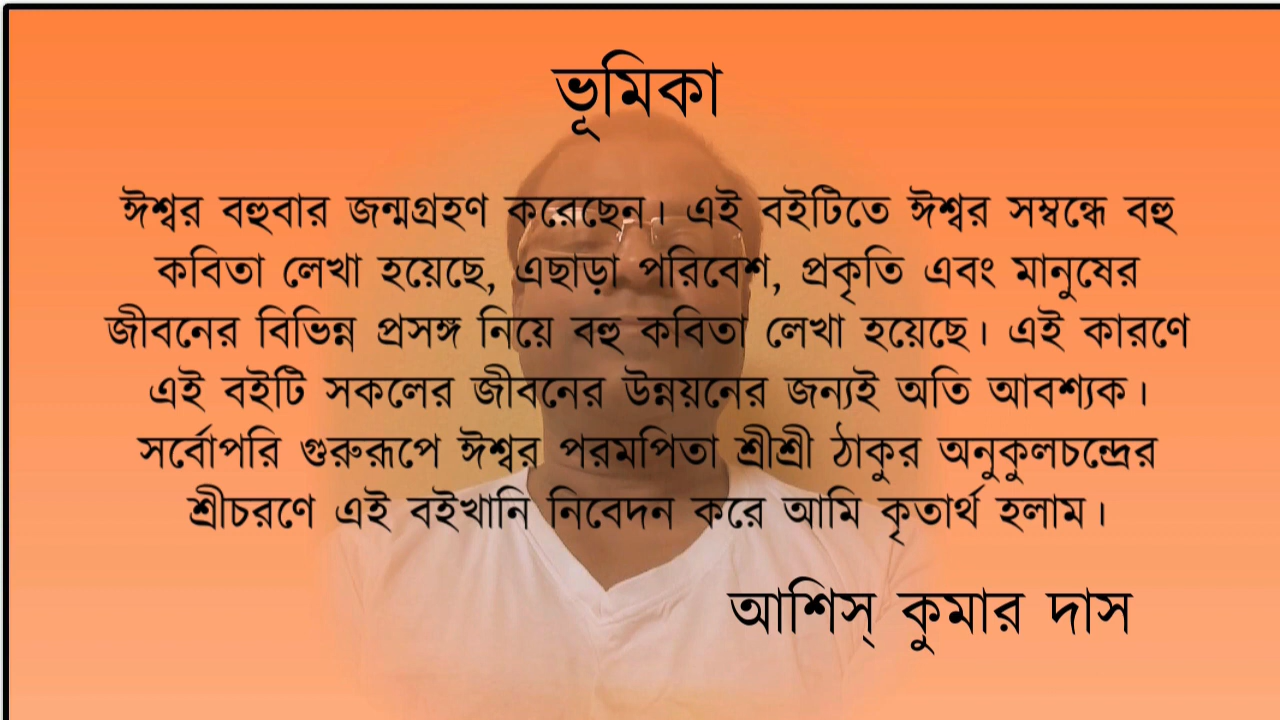 ভূমিকা
ঈশ্বর বহুবার জন্মগ্রহণ করেছেন। এই বইটিতে ঈশ্বর সম্বন্ধে বহু
কবিতা লেখা হয়েছে, এছাড়া পরিবেশ, প্রকৃতি এবং মানুষের
জীবনের বিভিন্ন প্রসঙ্গ নিয়ে বহু কবিতা লেখা হয়েছে। এই কারণে
এই বইটি সকলের জীবনের উন্নয়নের জন্যই অতি আবশ্যক।
সর্বোপরি গুরুরূপে ঈশ্বর পরমপিতা শ্রীশ্রী ঠাকুর অনুকুলচন্দ্রের
শ্রীচরণে এই বইখানি নিবেদন করে আমি কৃতার্থ হলাম।
আশিস্ কুমার দাস